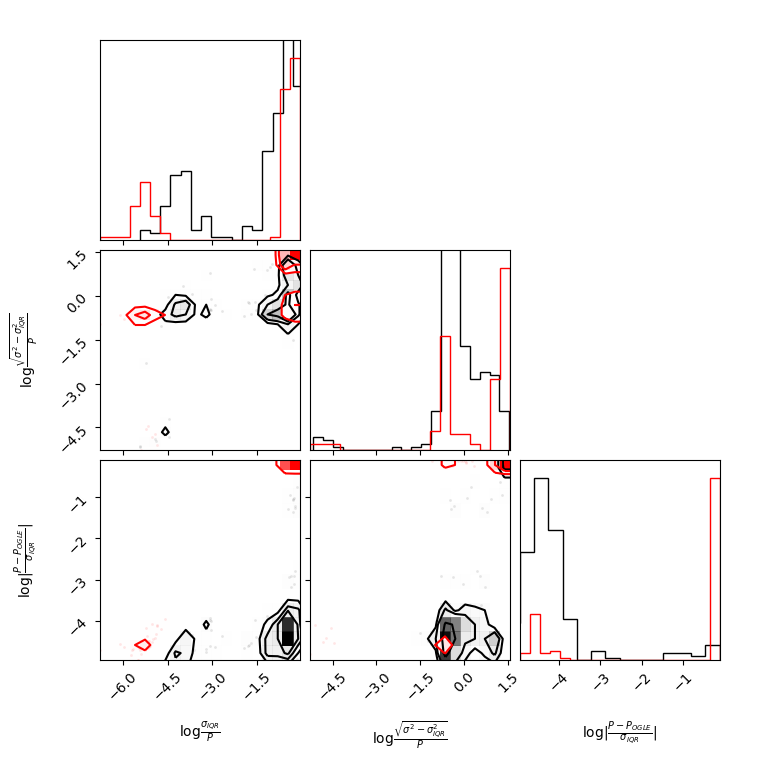 1.5
0.0
−1.5
−3.0
−4.5
log √(σ² − σ²_IQR) / P
−1
−2
−3
−4
log|(P − P_OGLE) / σ_IQR|
−6.0 −4.5 −3.0 −1.5
−4.5 −3.0 −1.5 0.0 1.5
−4 −3 −2 −1
log σ_IQR / P
log √(σ² − σ²_IQR) / P
log|(P − P_OGLE) / σ_IQR|